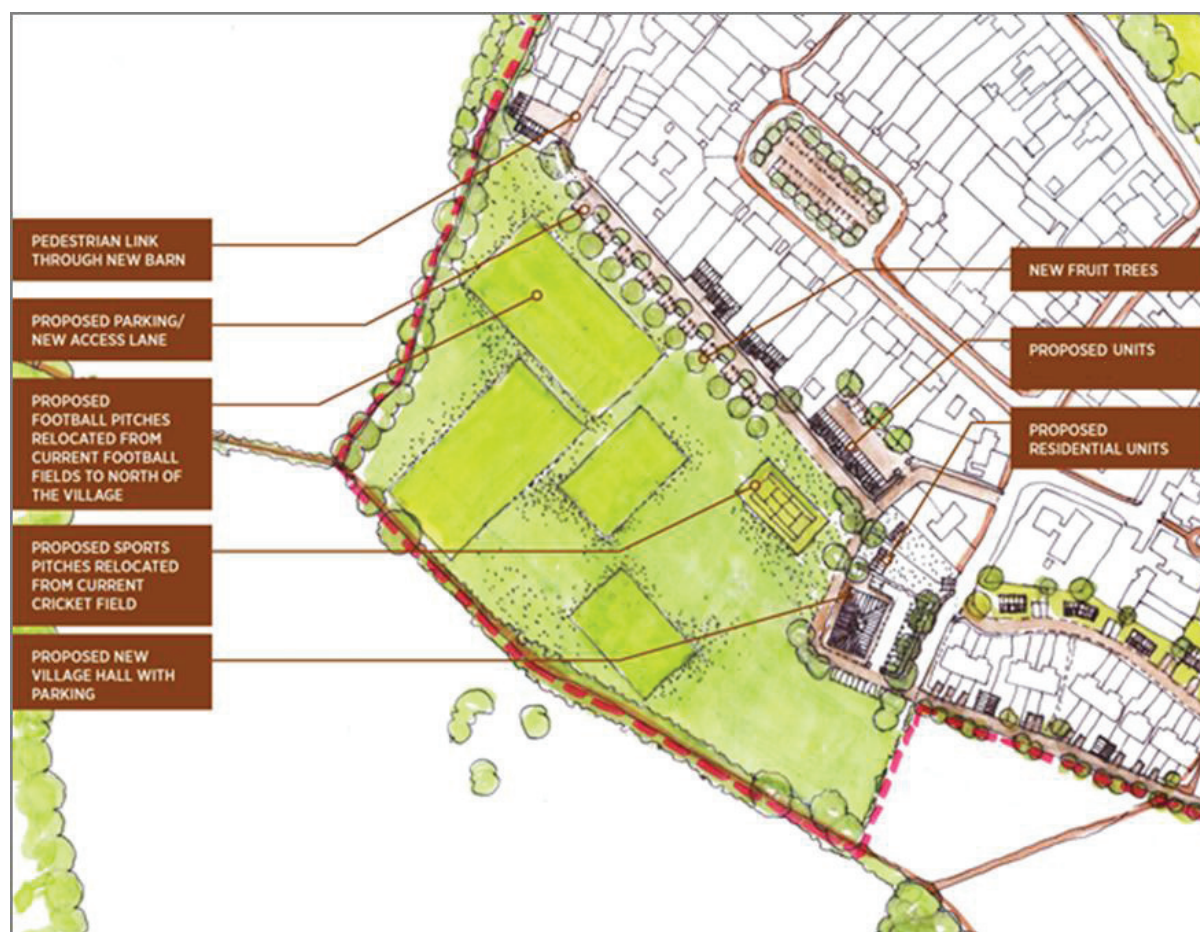 PEDESTRIAN LINK
THROUGH NEW BARN
PROPOSED PARKING/
NEW ACCESS LANE
PROPOSED
FOOTBALL PITCHES
RELOCATED FROM
CURRENT FOOTBALL
FIELDS TO NORTH OF
THE VILLAGE
PROPOSED SPORTS
PITCHES RELOCATED
FROM CURRENT
CRICKET FIELD
PROPOSED NEW
VILLAGE HALL WITH
PARKING
NEW FRUIT TREES
PROPOSED UNITS
PROPOSED
RESIDENTIAL UNITS